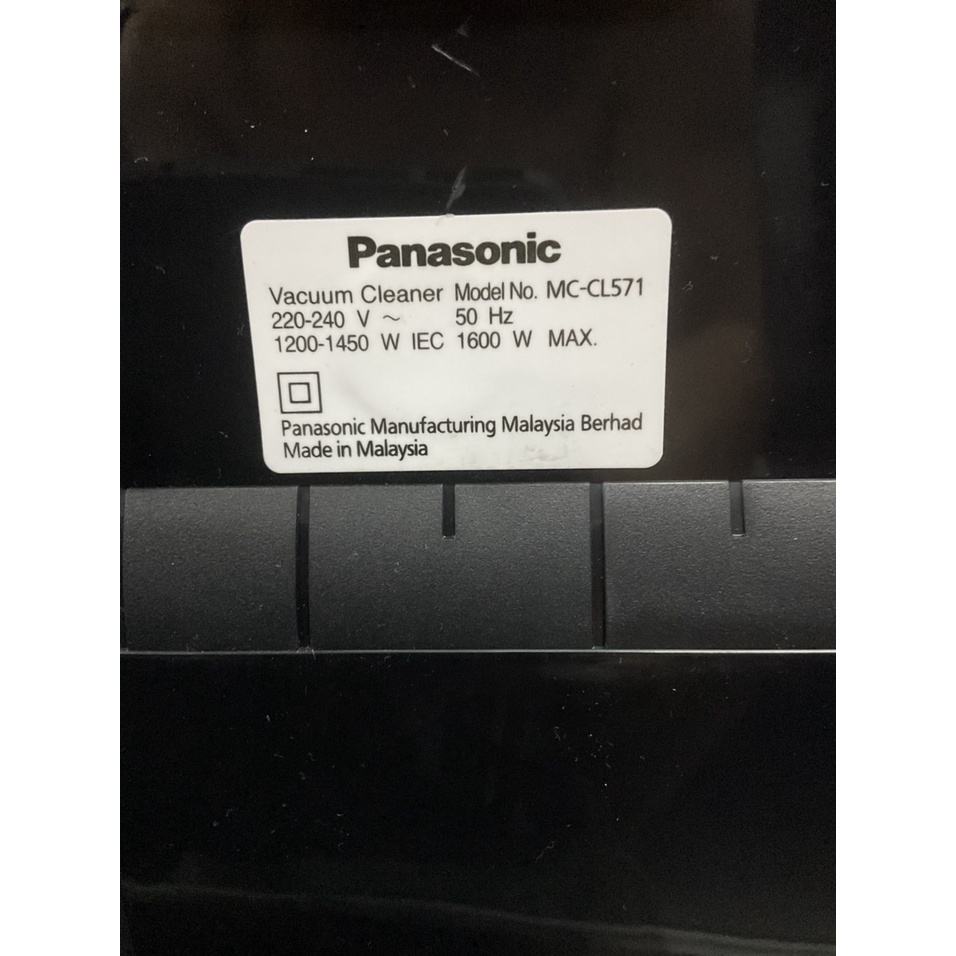 Panasonic
Vacuum Cleaner Model No. MC-CL571
220-240 V ~ 50 Hz
1200-1450 W IEC 1600 W MAX.
Panasonic Manufacturing Malaysia Berhad
Made in Malaysia